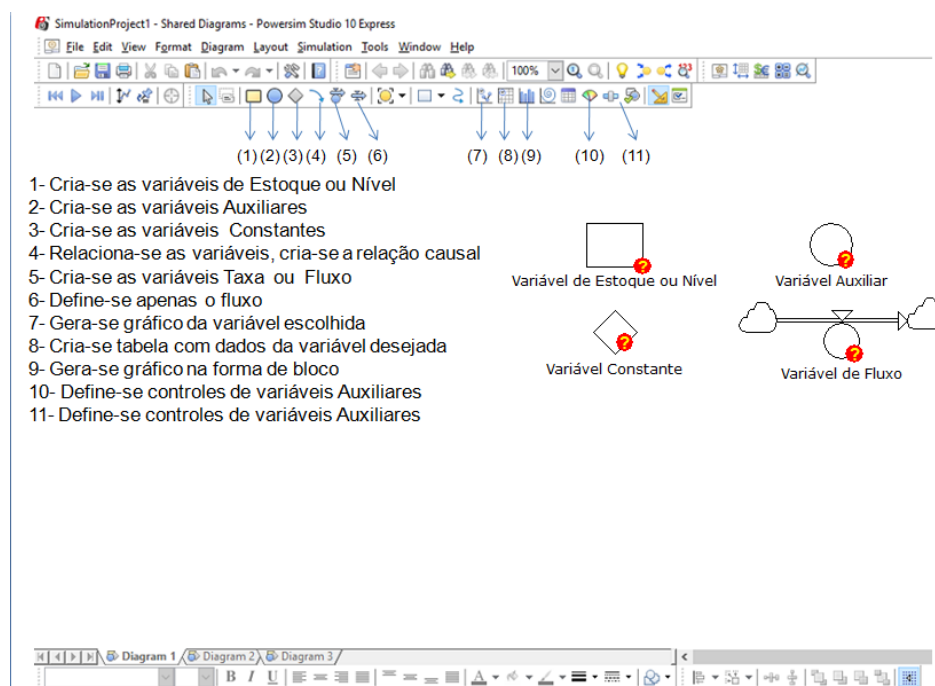 SimulationProject1 - Shared Diagrams - Powersim Studio 10 Express
File Edit View Format Diagram Layout Simulation Tools Window Help
100%
(1) (2) (3) (4) (5) (6) (7) (8) (9) (10) (11)
1- Cria-se as variáveis de Estoque ou Nível
2- Cria-se as variáveis Auxiliares
3- Cria-se as variáveis Constantes
4- Relaciona-se as variáveis, cria-se a relação causal
5- Cria-se as variáveis Taxa ou Fluxo
6- Define-se apenas o fluxo
7- Gera-se gráfico da variável escolhida
8- Cria-se tabela com dados da variável desejada
9- Gera-se gráfico na forma de bloco
10- Define-se controles de variáveis Auxiliares
11- Define-se controles de variáveis Auxiliares
?
Variável de Estoque ou Nível
?
Variável Auxiliar
?
Variável Constante
?
Variável de Fluxo
Diagram 1 Diagram 2 Diagram 3
B I U A